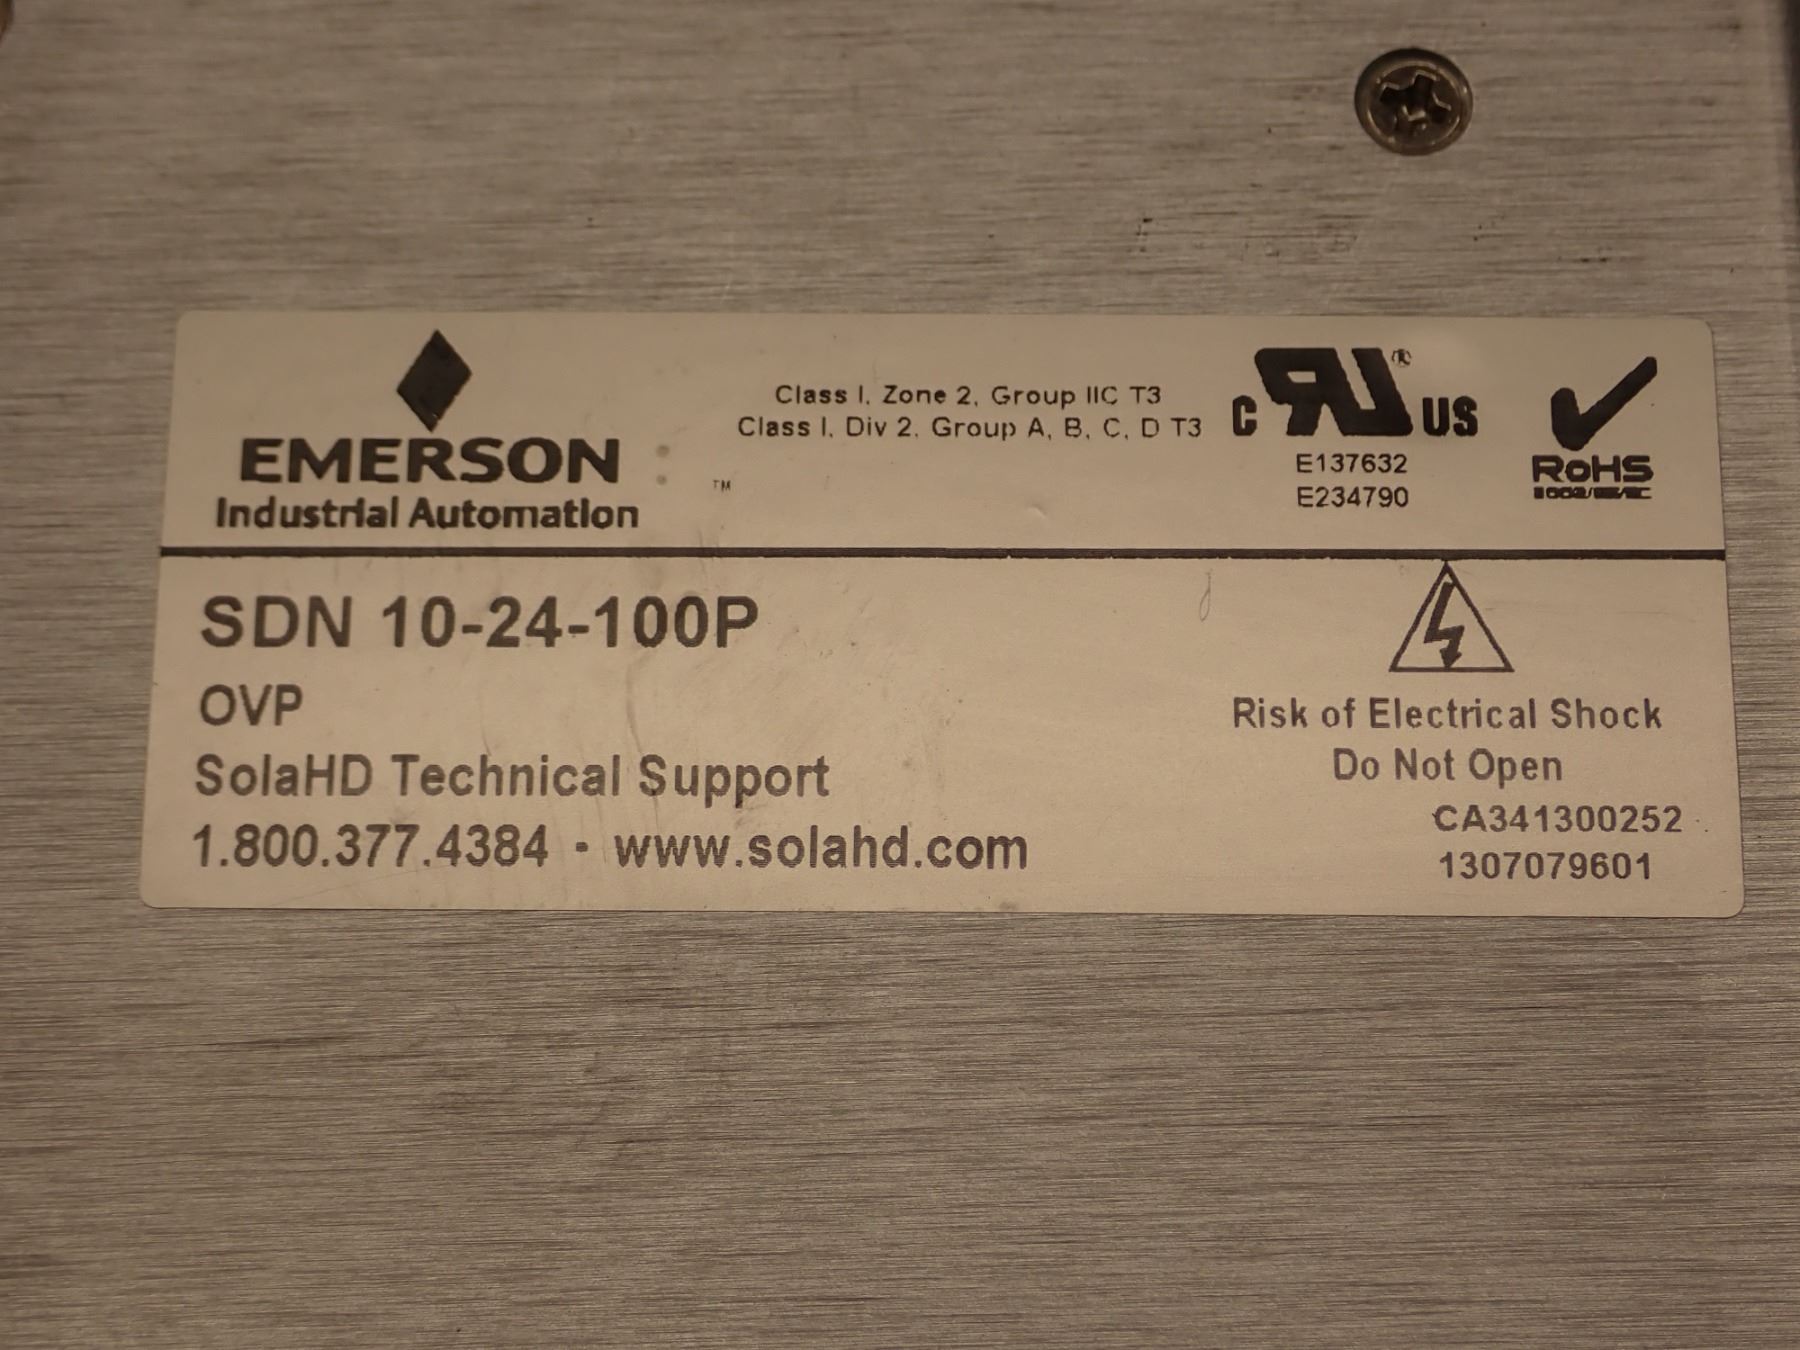 EMERSON
Industrial Automation
™
Class I, Zone 2, Group IIC T3
Class I, Div 2, Group A, B, C, D T3
C RU® US
E137632
E234790
RoHS
SDN 10-24-100P
OVP
SolaHD Technical Support
1.800.377.4384 · www.solahd.com
Risk of Electrical Shock
Do Not Open
CA341300252
1307079601